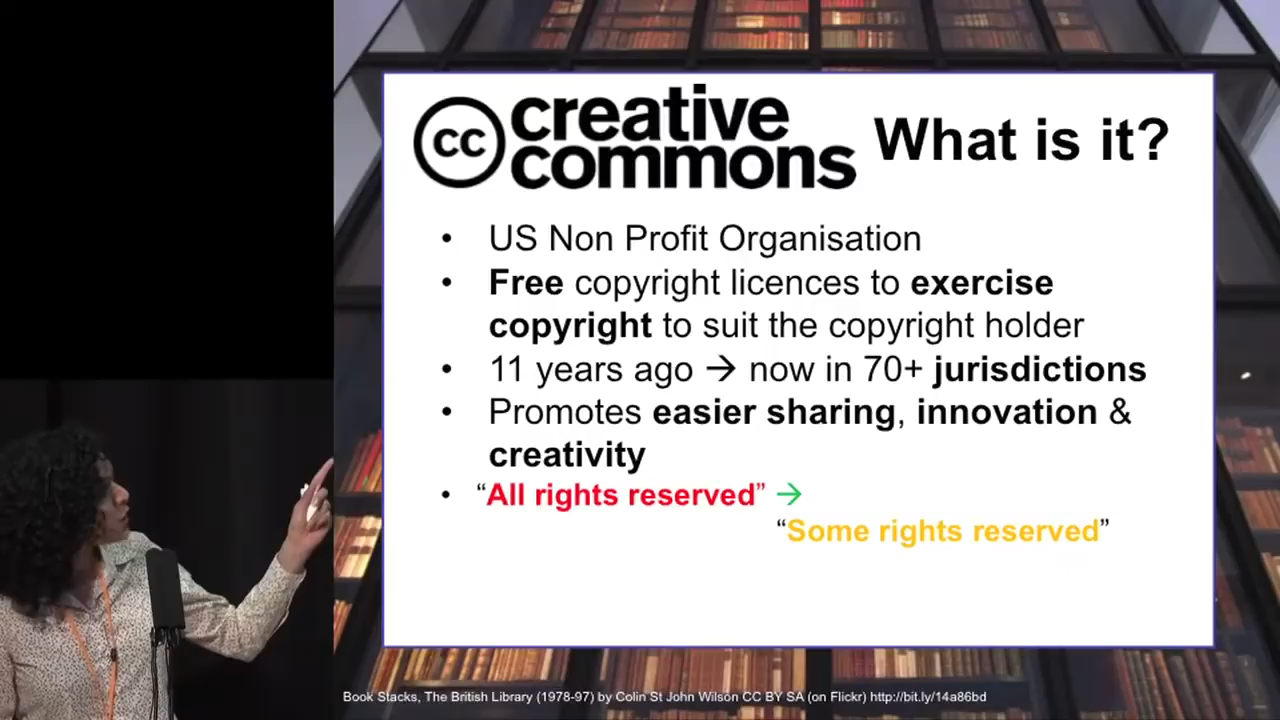 cc creative commons What is it?
• US Non Profit Organisation
• Free copyright licences to exercise
copyright to suit the copyright holder
• 11 years ago → now in 70+ jurisdictions
• Promotes easier sharing, innovation &
creativity
• “All rights reserved” →
“Some rights reserved”
Book Stacks, The British Library (1978-97) by Colin St John Wilson CC BY SA (on Flickr) http://bit.ly/14a86bd